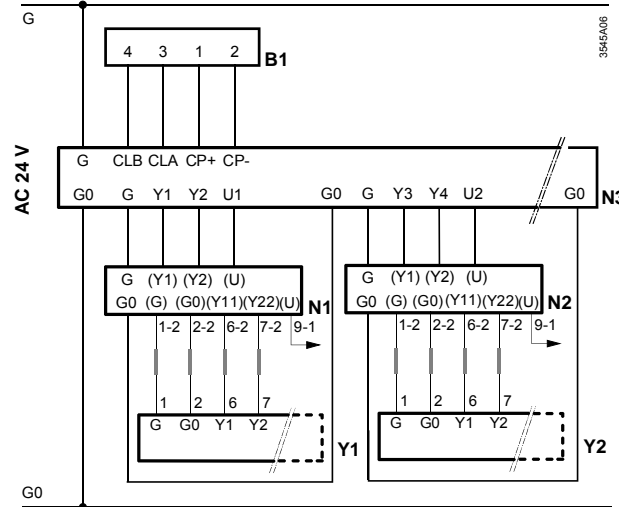 G
3545A06
4 3 1 2
B1
AC 24 V
G CLB CLA CP+ CP-
G0 G Y1 Y2 U1 G0 G Y3 Y4 U2 G0
N3
G (Y1) (Y2) (U)
G0 (G) (G0)(Y11)(Y22)(U)
N1
G (Y1) (Y2) (U)
G0 (G) (G0)(Y11)(Y22)(U)
N2
1-2 2-2 6-2 7-2 9-1
1-2 2-2 6-2 7-2 9-1
1 2 6 7
G G0 Y1 Y2
Y1
1 2 6 7
G G0 Y1 Y2
Y2
G0